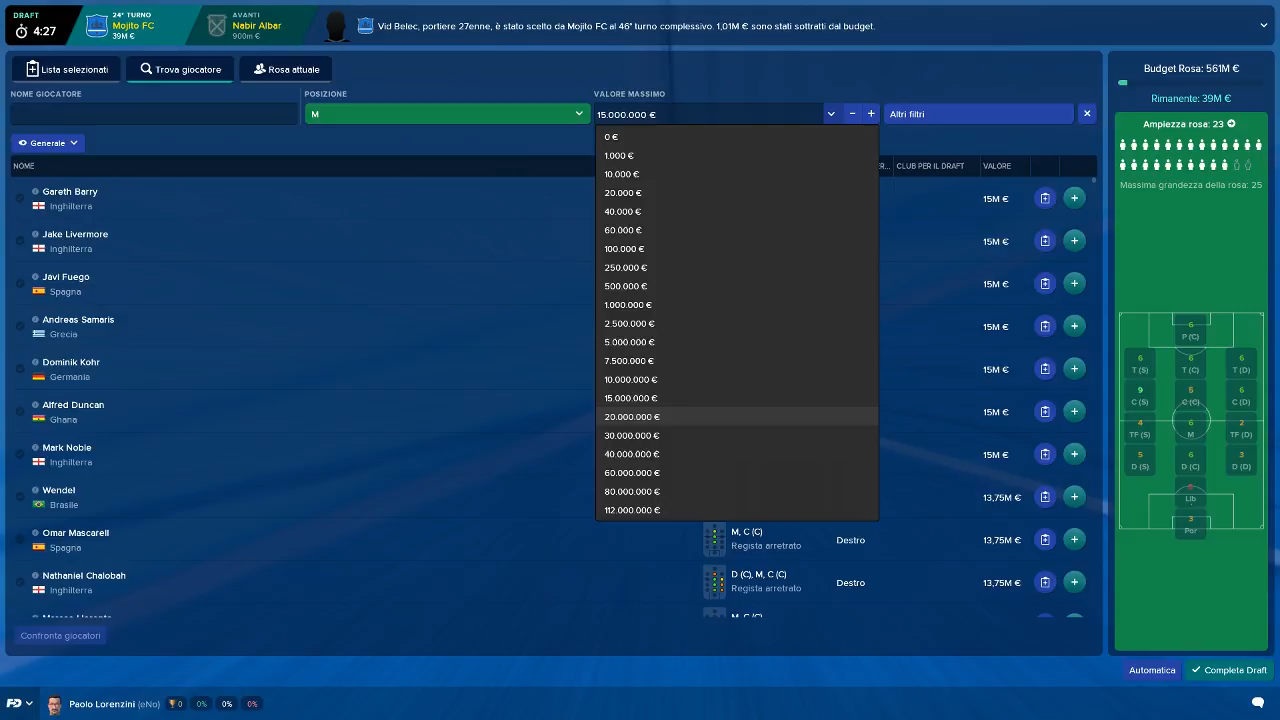 DRAFT
4:27
24° TURNO
Mojito FC
39M €
AVANTI
Nabir Albar
900m €
Vid Belec, portiere 27enne, è stato scelto da Mojito FC al 46° turno complessivo. 1,01M € sono stati sottratti dal budget.
Lista selezionati
Trova giocatore
Rosa attuale
NOME GIOCATORE
POSIZIONE
VALORE MASSIMO
M
15.000.000 €
Altri filtri
Generale
NOME
ER...
CLUB PER IL DRAFT
VALORE
0 €
1.000 €
10.000 €
20.000 €
40.000 €
60.000 €
100.000 €
250.000 €
500.000 €
1.000.000 €
2.500.000 €
5.000.000 €
7.500.000 €
10.000.000 €
15.000.000 €
20.000.000 €
30.000.000 €
40.000.000 €
60.000.000 €
80.000.000 €
112.000.000 €
Gareth Barry
Inghilterra
15M €
Jake Livermore
Inghilterra
15M €
Javi Fuego
Spagna
15M €
Andreas Samaris
Grecia
15M €
Dominik Kohr
Germania
15M €
Alfred Duncan
Ghana
15M €
Mark Noble
Inghilterra
15M €
Wendel
Brasile
13,75M €
Omar Mascarell
Spagna
M, C (C)
Regista arretrato
Destro
13,75M €
Nathaniel Chalobah
Inghilterra
D (C), M, C (C)
Regista arretrato
Destro
13,75M €
M, C (C)
Confronta giocatori
Budget Rosa: 561M €
Rimanente: 39M €
Ampiezza rosa: 23
Massima grandezza della rosa: 25
6
P (C)
6
T (S)
6
T (C)
6
T (D)
9
C (S)
5
C (C)
6
C (D)
4
TF (S)
6
M
2
TF (D)
5
D (S)
6
D (C)
3
D (D)
Lib
3
Por
Automatica
Completa Draft
FD
Paolo Lorenzini (eNo)
0
0%
0%
0%